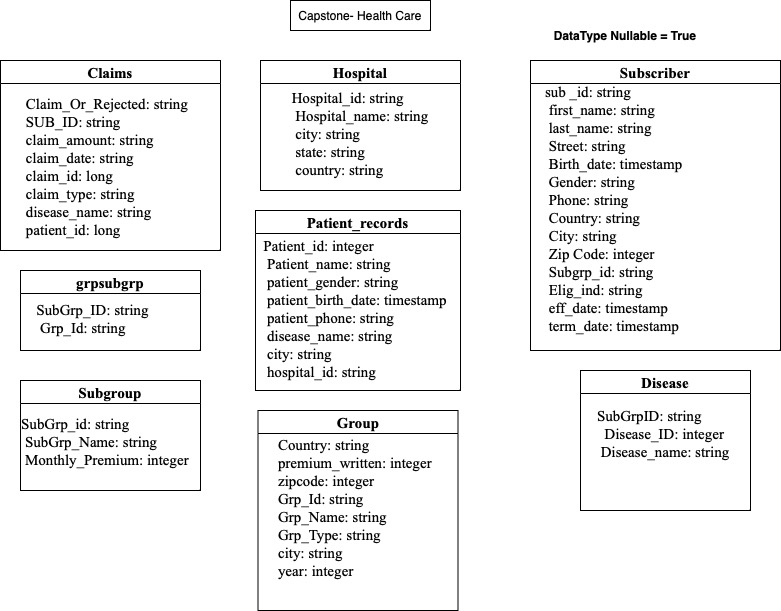 Capstone- Health Care
DataType Nullable = True
Claims
Claim_Or_Rejected: string
SUB_ID: string
claim_amount: string
claim_date: string
claim_id: long
claim_type: string
disease_name: string
patient_id: long
Hospital
Hospital_id: string
Hospital_name: string
city: string
state: string
country: string
Subscriber
sub _id: string
first_name: string
last_name: string
Street: string
Birth_date: timestamp
Gender: string
Phone: string
Country: string
City: string
Zip Code: integer
Subgrp_id: string
Elig_ind: string
eff_date: timestamp
term_date: timestamp
Patient_records
Patient_id: integer
Patient_name: string
patient_gender: string
patient_birth_date: timestamp
patient_phone: string
disease_name: string
city: string
hospital_id: string
grpsubgrp
SubGrp_ID: string
Grp_Id: string
Subgroup
SubGrp_id: string
SubGrp_Name: string
Monthly_Premium: integer
Group
Country: string
premium_written: integer
zipcode: integer
Grp_Id: string
Grp_Name: string
Grp_Type: string
city: string
year: integer
Disease
SubGrpID: string
Disease_ID: integer
Disease_name: string